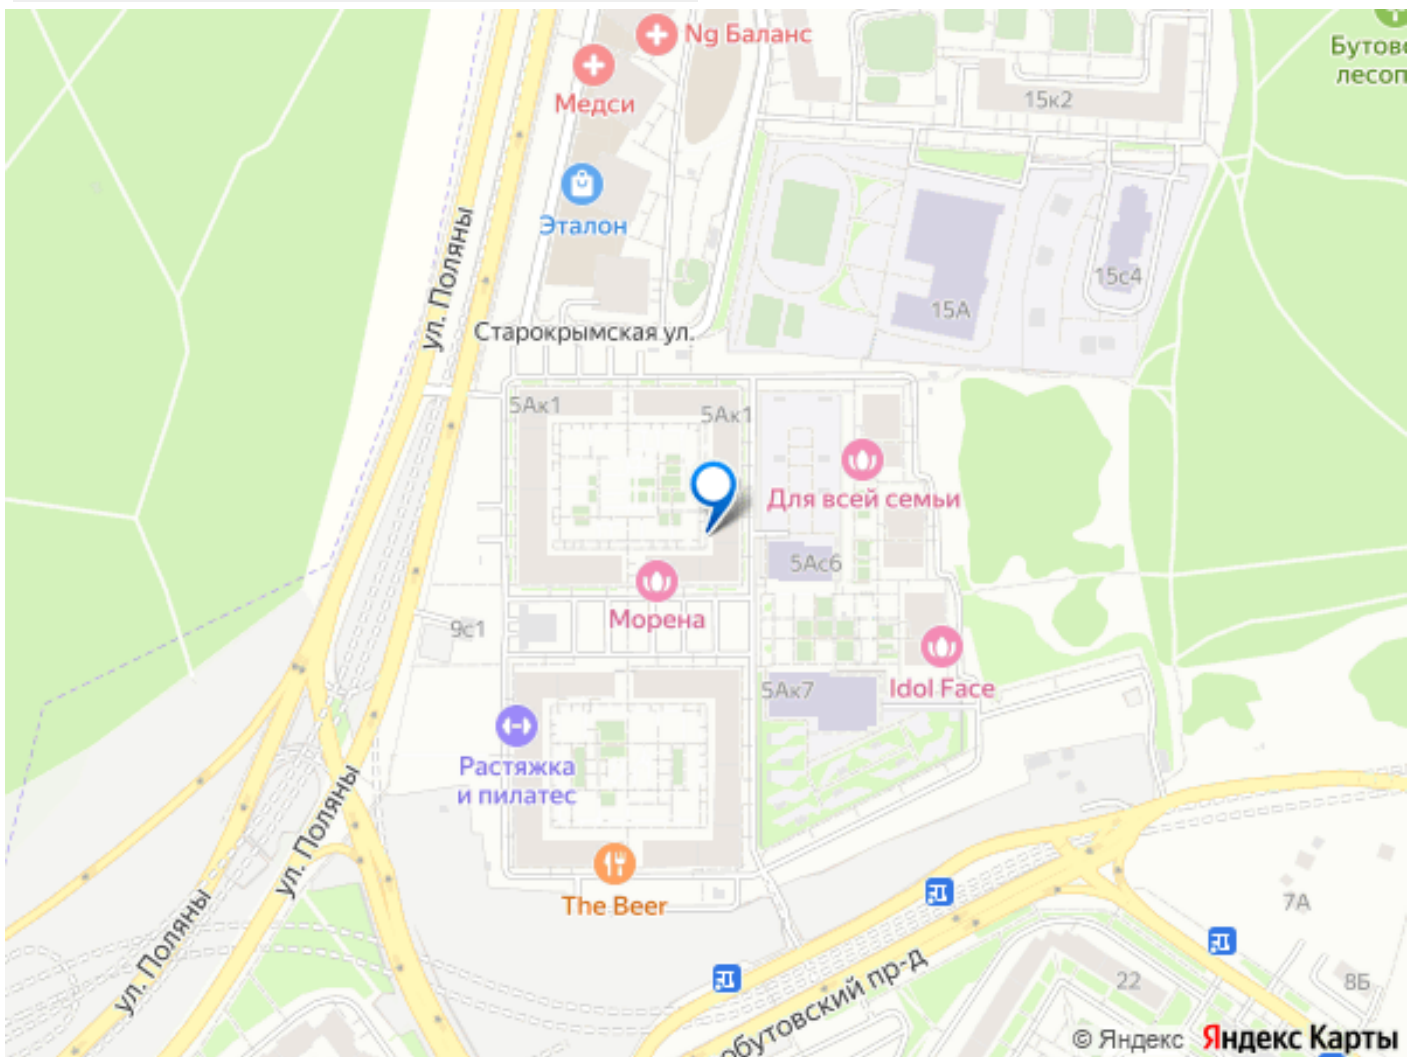 Ng Баланс
Медси
Эталон
Бутовс
лесоп
15к2
15с4
15А
ул. Поляны
Старокрымская ул.
5Ак1
5Ак1
Для всей семьи
5Ас6
Морена
9с1
Idol Face
5Ак7
Растяжка
и пилатес
ул. Поляны
The Beer
ул. Поляны
7А
22
8Б
обутовский пр-д
© Яндекс Яндекс Карты